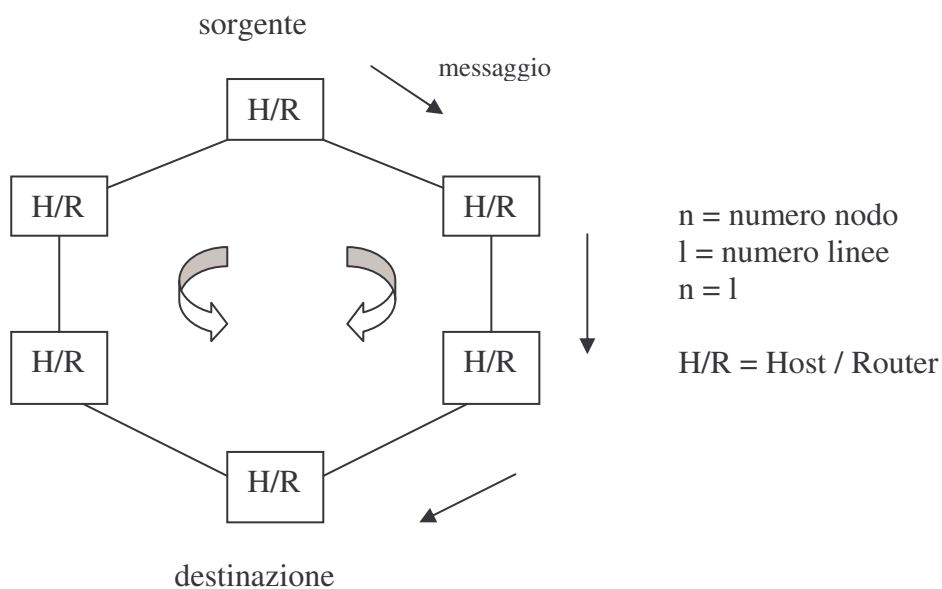 sorgente
messaggio
H/R
H/R
H/R
n = numero nodo
l = numero linee
n = l
H/R
H/R
H/R = Host / Router
H/R
destinazione